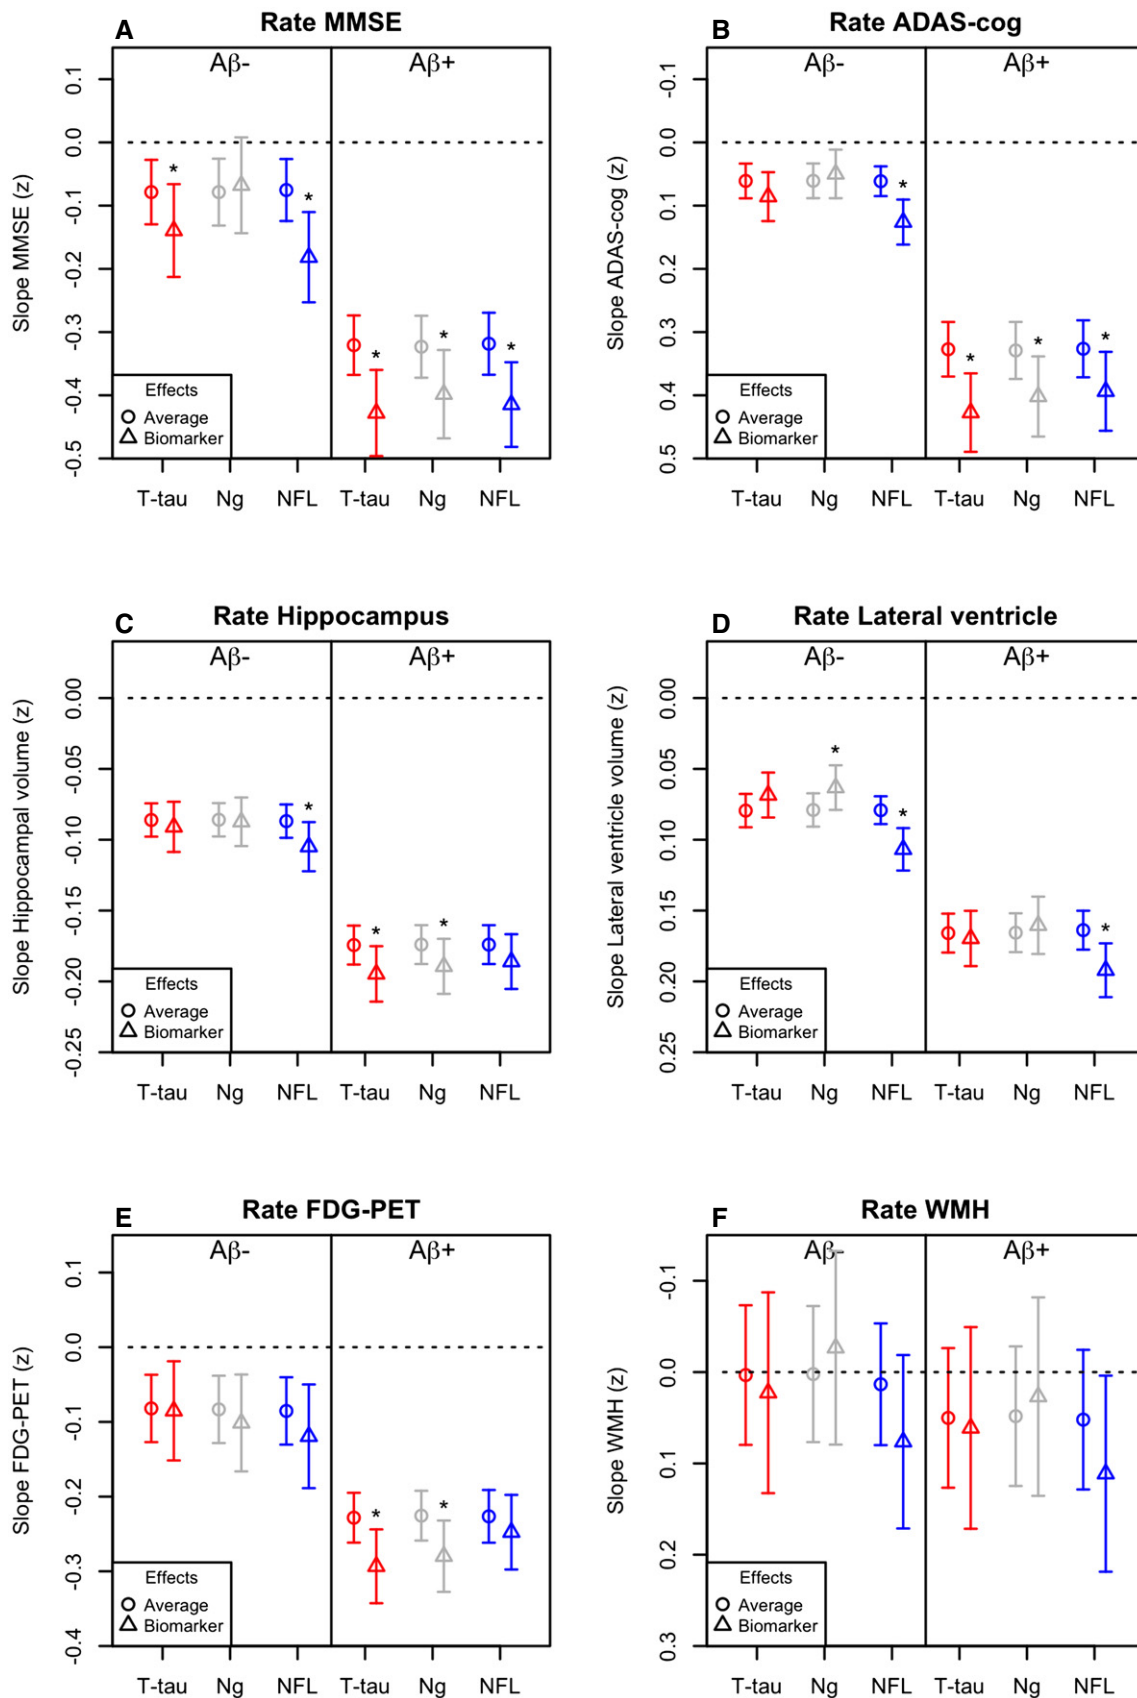 A Rate MMSE
Aβ- Aβ+
Slope MMSE (z)
0.1
0.0
-0.1
-0.2
-0.3
-0.4
-0.5
* * * * *
Effects
Average
Biomarker
T-tau Ng NFL T-tau Ng NFL
B Rate ADAS-cog
Aβ- Aβ+
Slope ADAS-cog (z)
-0.1
0.0
0.1
0.2
0.3
0.4
0.5
* * * *
Effects
Average
Biomarker
T-tau Ng NFL T-tau Ng NFL
C Rate Hippocampus
Aβ- Aβ+
Slope Hippocampal volume (z)
0.00
-0.05
-0.10
-0.15
-0.20
-0.25
* * *
Effects
Average
Biomarker
T-tau Ng NFL T-tau Ng NFL
D Rate Lateral ventricle
Aβ- Aβ+
Slope Lateral ventricle volume (z)
0.00
0.05
0.10
0.15
0.20
0.25
* * *
Effects
Average
Biomarker
T-tau Ng NFL T-tau Ng NFL
E Rate FDG-PET
Aβ- Aβ+
Slope FDG-PET (z)
0.1
0.0
-0.1
-0.2
-0.3
-0.4
* *
Effects
Average
Biomarker
T-tau Ng NFL T-tau Ng NFL
F Rate WMH
Aβ- Aβ+
Slope WMH (z)
-0.1
0.0
0.1
0.2
0.3
Effects
Average
Biomarker
T-tau Ng NFL T-tau Ng NFL